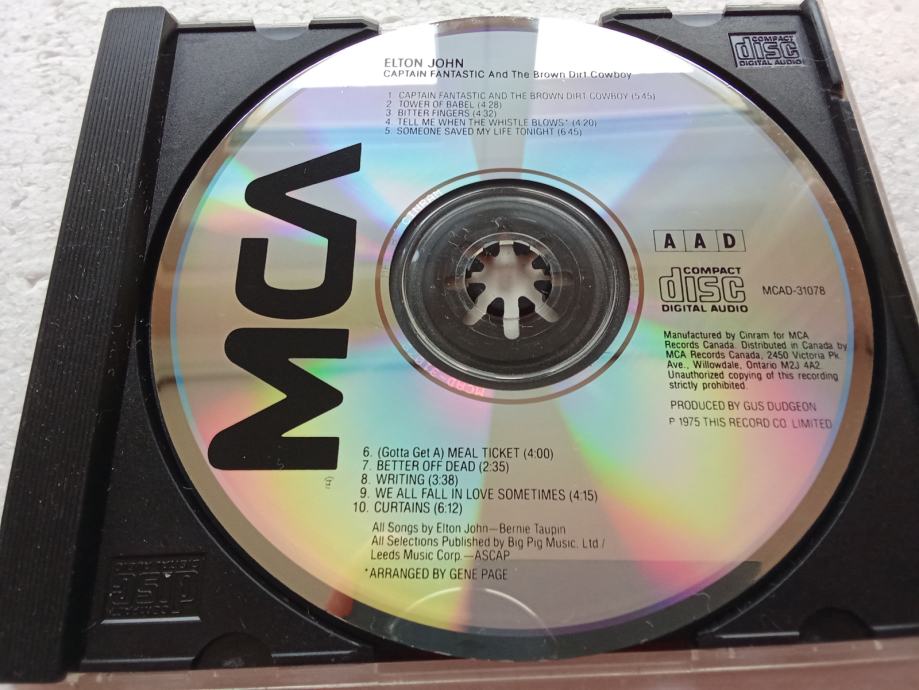 COMPACT
disc
DIGITAL AUDIO
ELTON JOHN
CAPTAIN FANTASTIC And The Brown Dirt Cowboy
1 CAPTAIN FANTASTIC AND THE BROWN DIRT COWBOY (5:45)
2 TOWER OF BABEL (4:28)
3 BITTER FINGERS (4:32)
4. TELL ME WHEN THE WHISTLE BLOWS* (4:20)
5. SOMEONE SAVED MY LIFE TONIGHT (6:45)
MCA
CINRAM
AAD
COMPACT
disc
DIGITAL AUDIO
MCAD-31078
Manufactured by Cinram for MCA
Records Canada. Distributed in Canada by
MCA Records Canada, 2450 Victoria Pk.
Ave., Willowdale, Ontario M2J 4A2.
Unauthorized copying of this recording
strictly prohibited.
PRODUCED BY GUS DUDGEON
P 1975 THIS RECORD CO. LIMITED
6. (Gotta Get A) MEAL TICKET (4:00)
7. BETTER OFF DEAD (2:35)
8. WRITING (3:38)
9. WE ALL FALL IN LOVE SOMETIMES (4:15)
10. CURTAINS (6:12)
All Songs by Elton John—Bernie Taupin
All Selections Published by Big Pig Music. Ltd /
Leeds Music Corp.—ASCAP
*ARRANGED BY GENE PAGE
COMPACT
disc
DIGITAL AUDIO